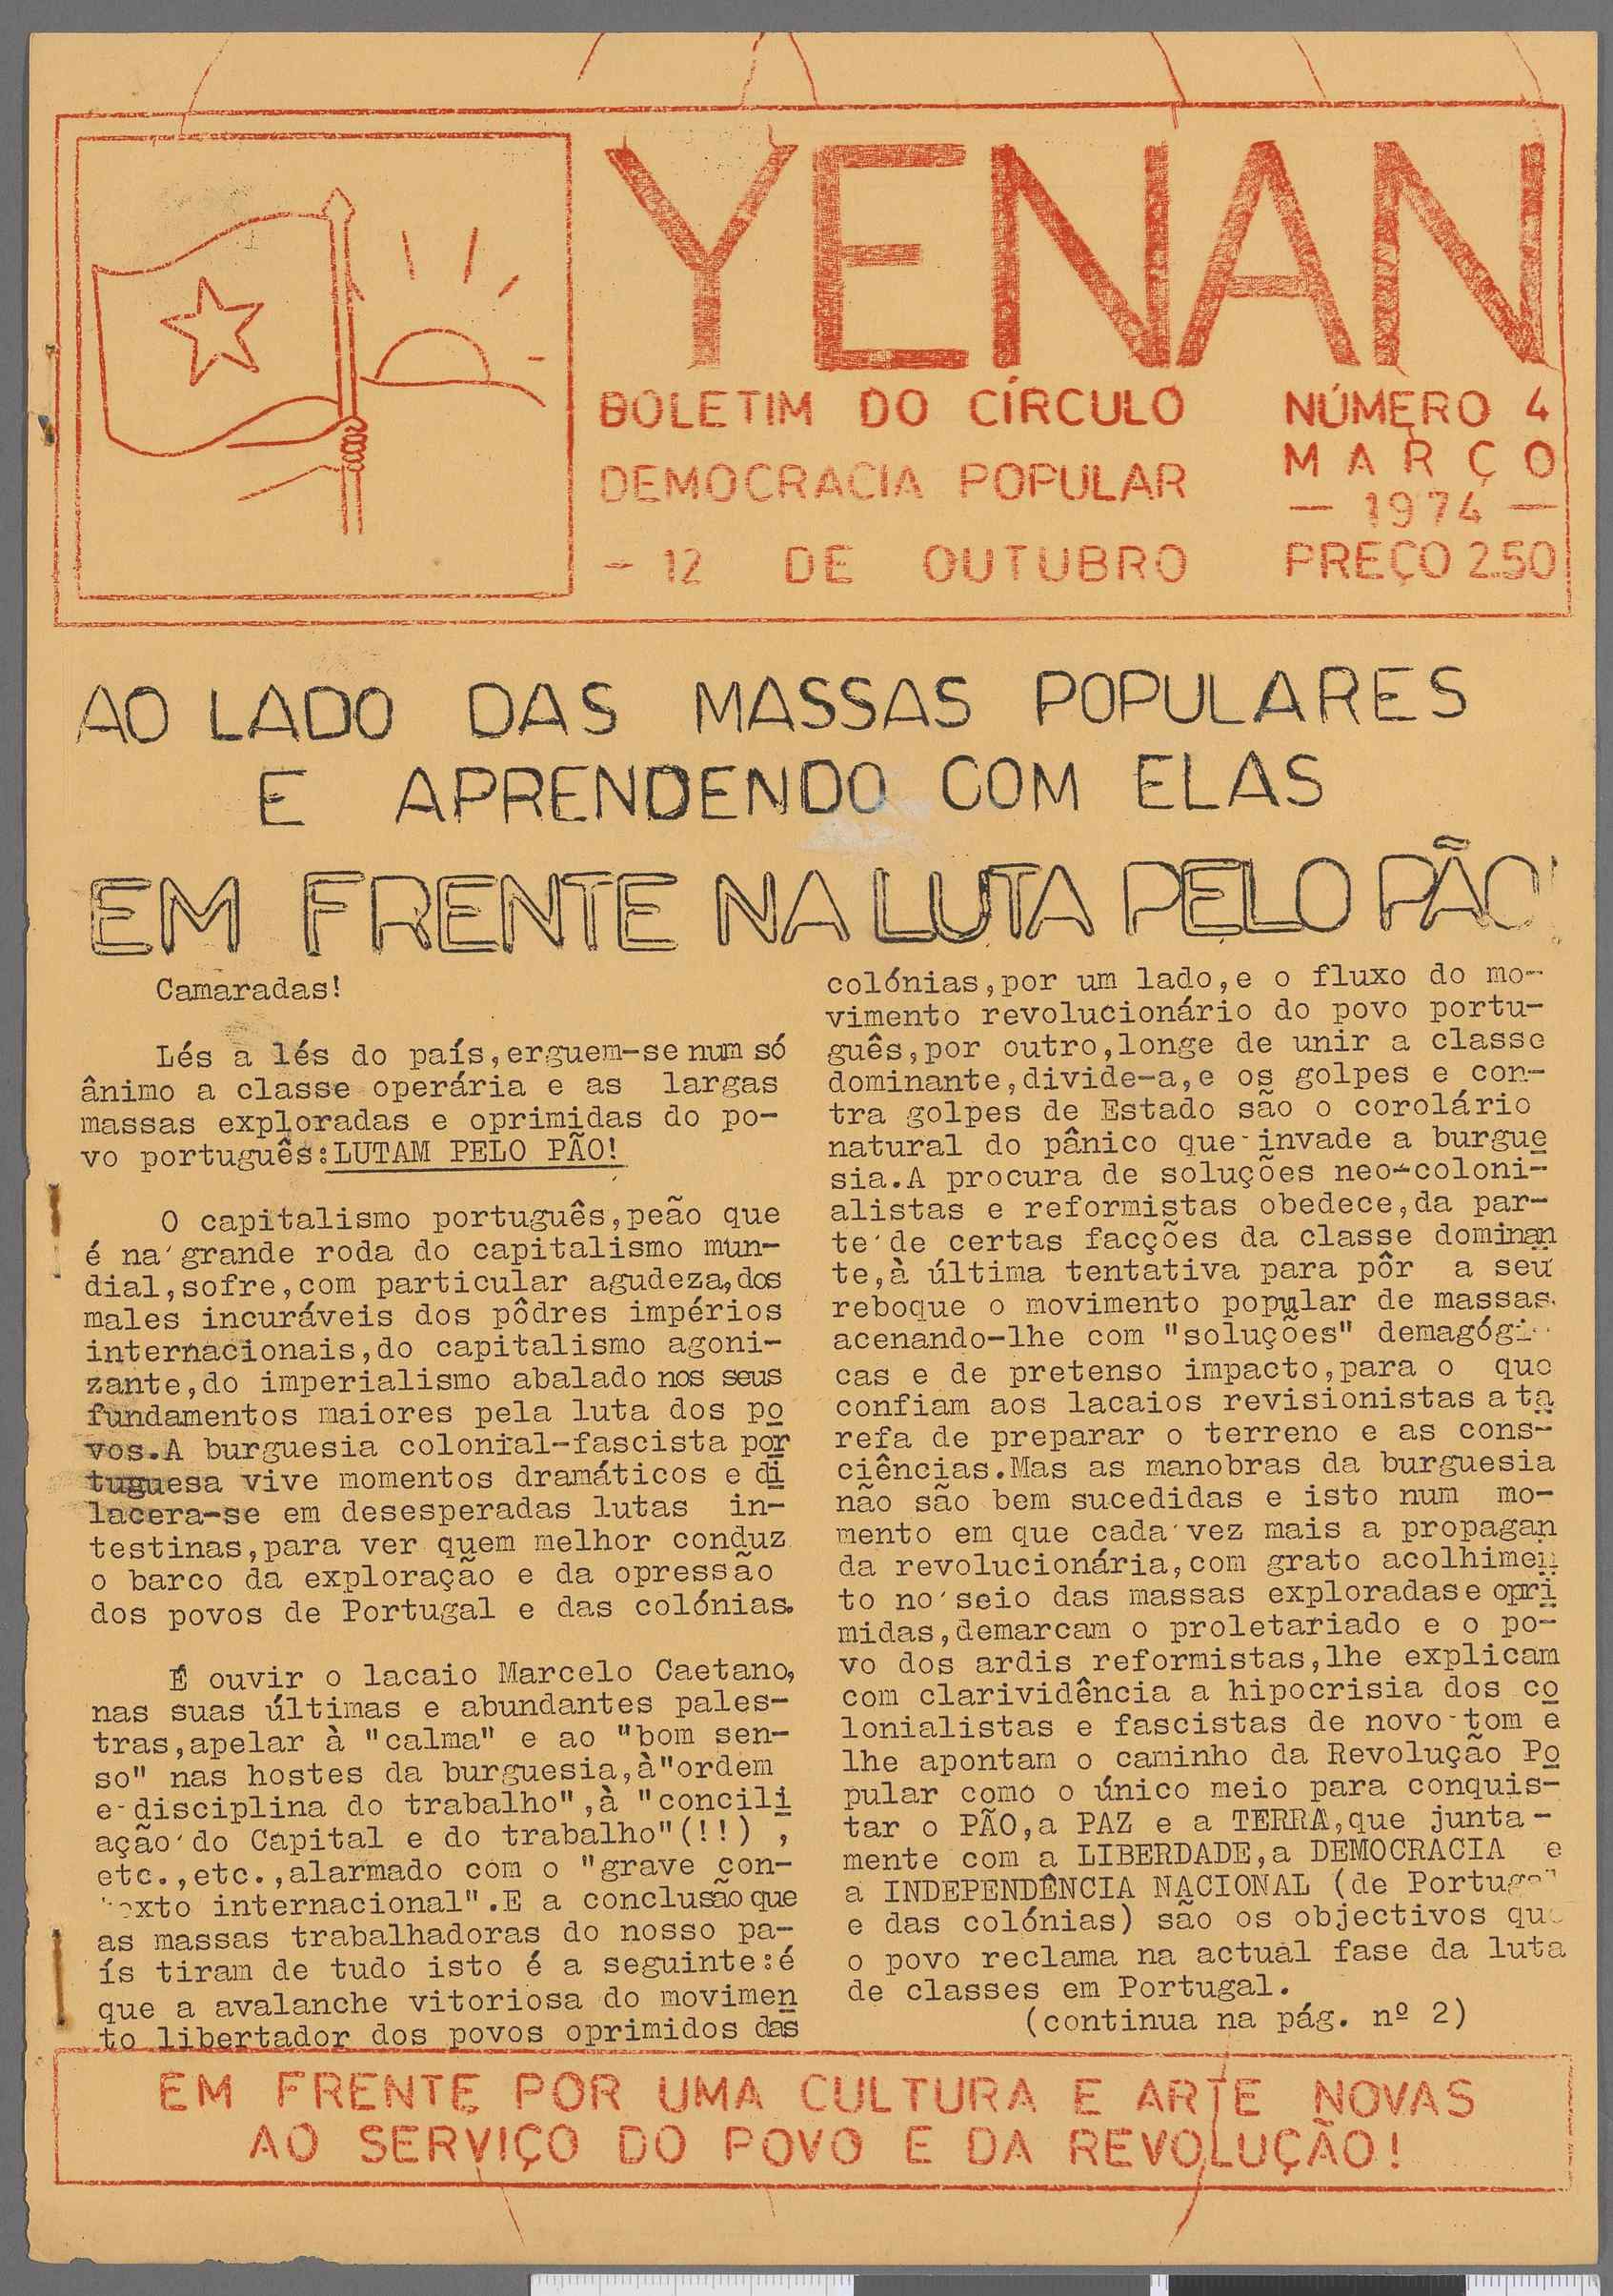 YENAN
BOLETIM DO CÍRCULO
DEMOCRACIA POPULAR
- 12 DE OUTUBRO
NÚMERO 4
MARÇO
— 1974 —
PREÇO 2.50
AO LADO DAS MASSAS POPULARES
E APRENDENDO COM ELAS
EM FRENTE NA LUTA PELO PÃO!
Camaradas!
Lés a lés do país,erguem-se num só
ânimo a classe operária e as largas
massas exploradas e oprimidas do po-
vo português:LUTAM PELO PÃO!
O capitalismo português,peão que
é na grande roda do capitalismo mun-
dial,sofre,com particular agudeza,dos
males incuráveis dos pôdres impérios
internacionais,do capitalismo agoni-
zante,do imperialismo abalado nos seus
fundamentos maiores pela luta dos po
vos.A burguesia colonial-fascista por
tuguesa vive momentos dramáticos e di
lacera-se em desesperadas lutas in-
testinas,para ver quem melhor conduz
o barco da exploração e da opressão
dos povos de Portugal e das colónias.
É ouvir o lacaio Marcelo Caetano,
nas suas últimas e abundantes pales-
tras,apelar à "calma" e ao "bom sen-
so" nas hostes da burguesia,à"ordem
e disciplina do trabalho",à "concili
ação do Capital e do trabalho"(!!) ,
etc.,etc.,alarmado com o "grave con-
texto internacional".E a conclusão que
as massas trabalhadoras do nosso pa-
ís tiram de tudo isto é a seguinte:é
que a avalanche vitoriosa do movimen
to libertador dos povos oprimidos das
colónias,por um lado,e o fluxo do mo-
vimento revolucionário do povo portu-
guês,por outro,longe de unir a classe
dominante,divide-a,e os golpes e con-
tra golpes de Estado são o corolário
natural do pânico que invade a burgue
sia.A procura de soluções neo-coloni-
alistas e reformistas obedece,da par-
te de certas facções da classe dominan
te,à última tentativa para pôr a seu
reboque o movimento popular de massas,
acenando-lhe com "soluções" demagógi-
cas e de pretenso impacto,para o que
confiam aos lacaios revisionistas a ta
refa de preparar o terreno e as cons-
ciências.Mas as manobras da burguesia
não são bem sucedidas e isto num mo-
mento em que cada vez mais a propagan
da revolucionária,com grato acolhimen
to no seio das massas exploradas e opri
midas,demarcam o proletariado e o po-
vo dos ardis reformistas,lhe explicam
com clarividência a hipocrisia dos co
lonialistas e fascistas de novo tom e
lhe apontam o caminho da Revolução Po
pular como o único meio para conquis-
tar o PÃO,a PAZ e a TERRA,que junta-
mente com a LIBERDADE,a DEMOCRACIA e
a INDEPENDÊNCIA NACIONAL (de Portugal
e das colónias) são os objectivos que
o povo reclama na actual fase da luta
de classes em Portugal.
(continua na pág. nº 2)
EM FRENTE POR UMA CULTURA E ARTE NOVAS
AO SERVIÇO DO POVO E DA REVOLUÇÃO!